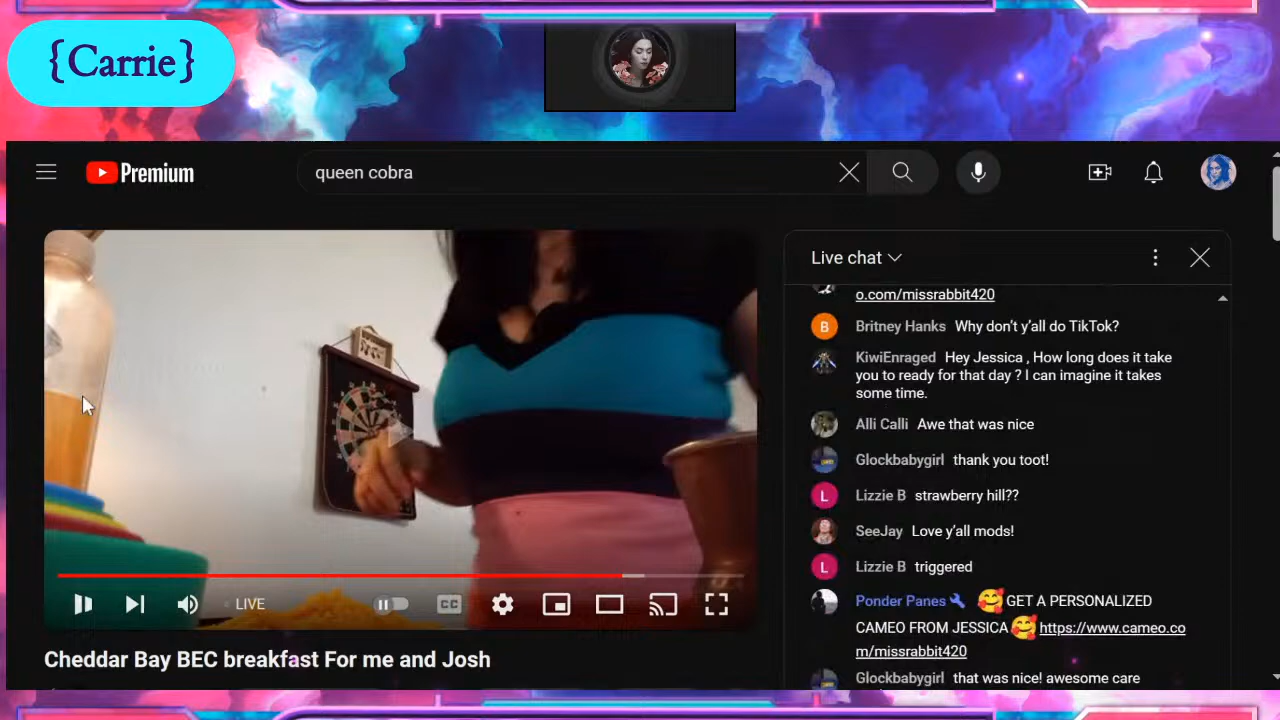 {Carrie}
Premium
queen cobra
Live chat
o.com/missrabbit420
Britney Hanks Why don't y'all do TikTok?
KiwiEnraged Hey Jessica , How long does it take
you to ready for that day ? I can imagine it takes
some time.
Alli Calli Awe that was nice
Glockbabygirl thank you toot!
Lizzie B strawberry hill??
SeeJay Love y'all mods!
Lizzie B triggered
Ponder Panes 🥰 GET A PERSONALIZED
CAMEO FROM JESSICA 🥰 https://www.cameo.co
m/missrabbit420
Glockbabygirl that was nice! awesome care
B
L
L
LIVE
CC
Cheddar Bay BEC breakfast For me and Josh